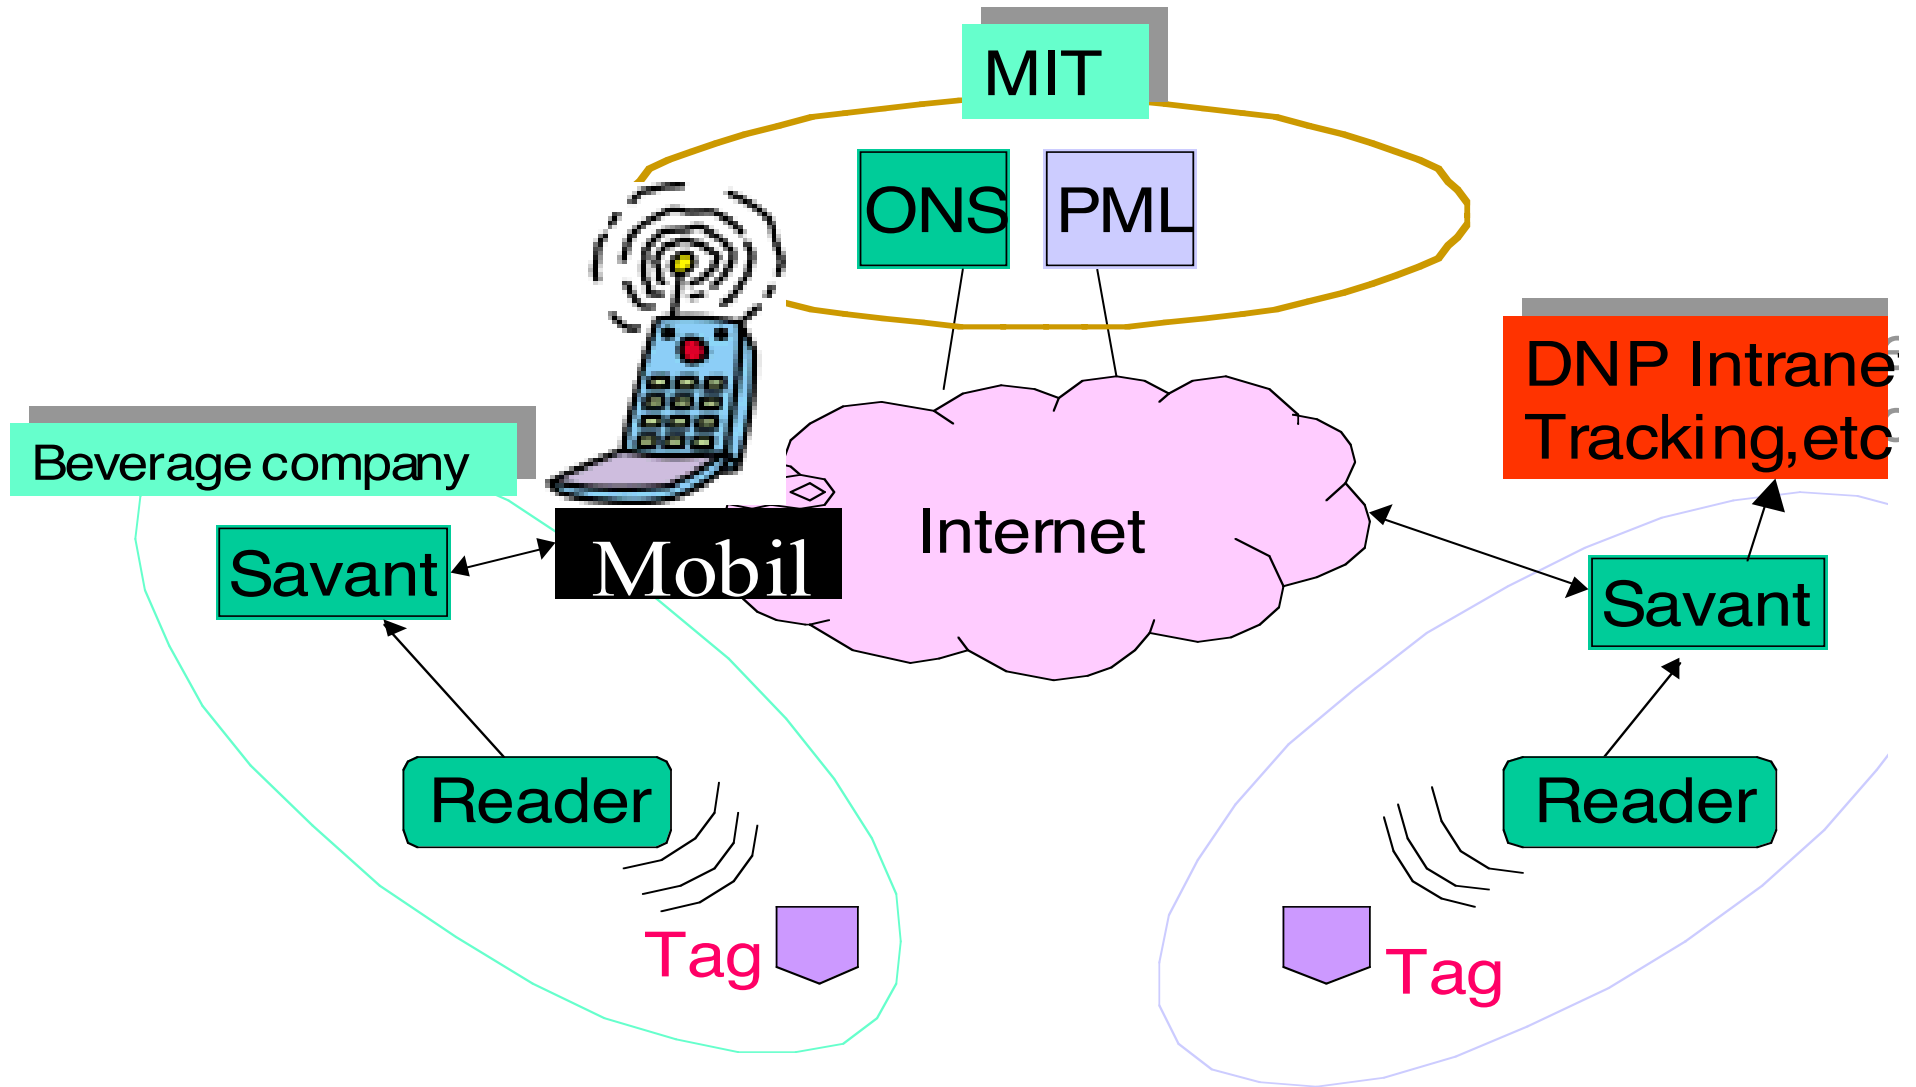 MIT
ONS
PML
DNP Intrane
Tracking,etc
Beverage company
Savant
Mobil
Internet
Savant
Reader
Reader
Tag
Tag